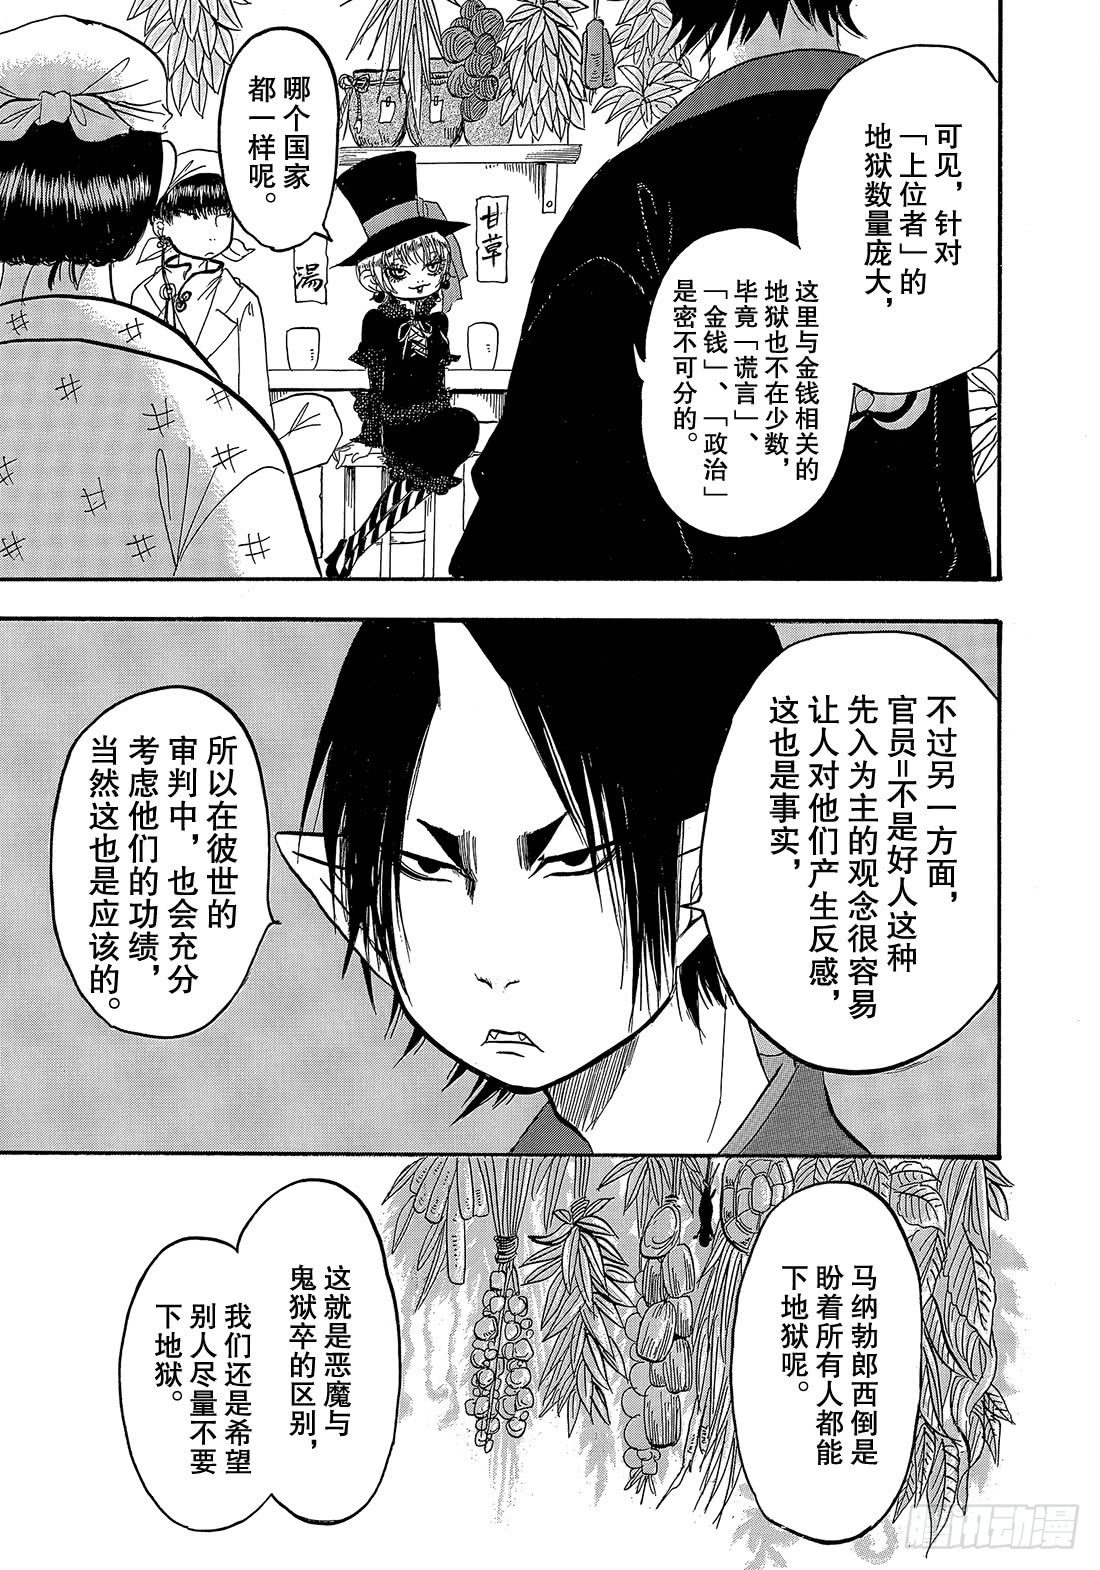 可见，针对
「上位者」的
地狱数量庞大，
这里与金钱相关的
地狱也不在少数，
毕竟「谎言」、
「金钱」、「政治」
是密不可分的。
哪个国家
都一样呢。
甘草
湯
不过另一方面，
官员=不是好人这种
先入为主的观念很容易
让人对他们产生反感，
这也是事实，
所以在彼世的
审判中，也会充分
考虑他们的功绩，
当然这也是应该的。
马纳勃郎西倒是
盼着所有人都能
下地狱呢。
这就是恶魔与
鬼狱卒的区别，
我们还是希望
别人尽量不要
下地狱。
腾讯动漫